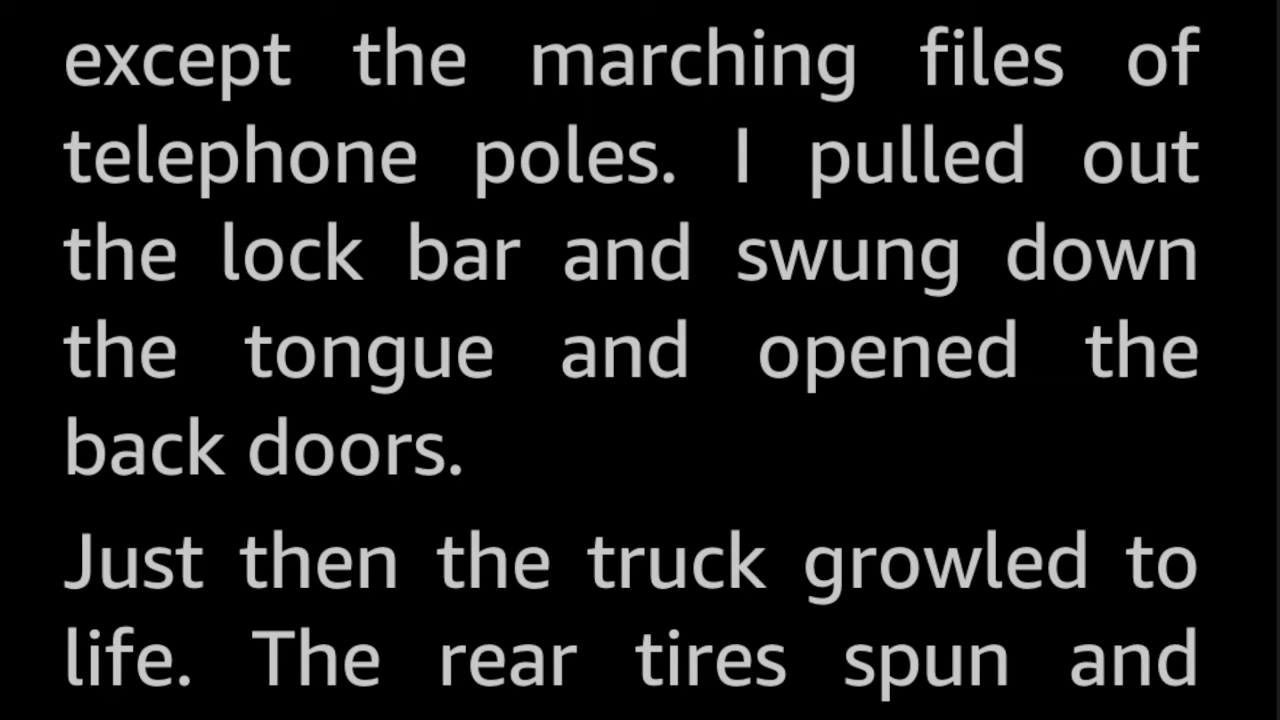 except the marching files of
telephone poles. I pulled out
the lock bar and swung down
the tongue and opened the
back doors.
Just then the truck growled to
life. The rear tires spun and